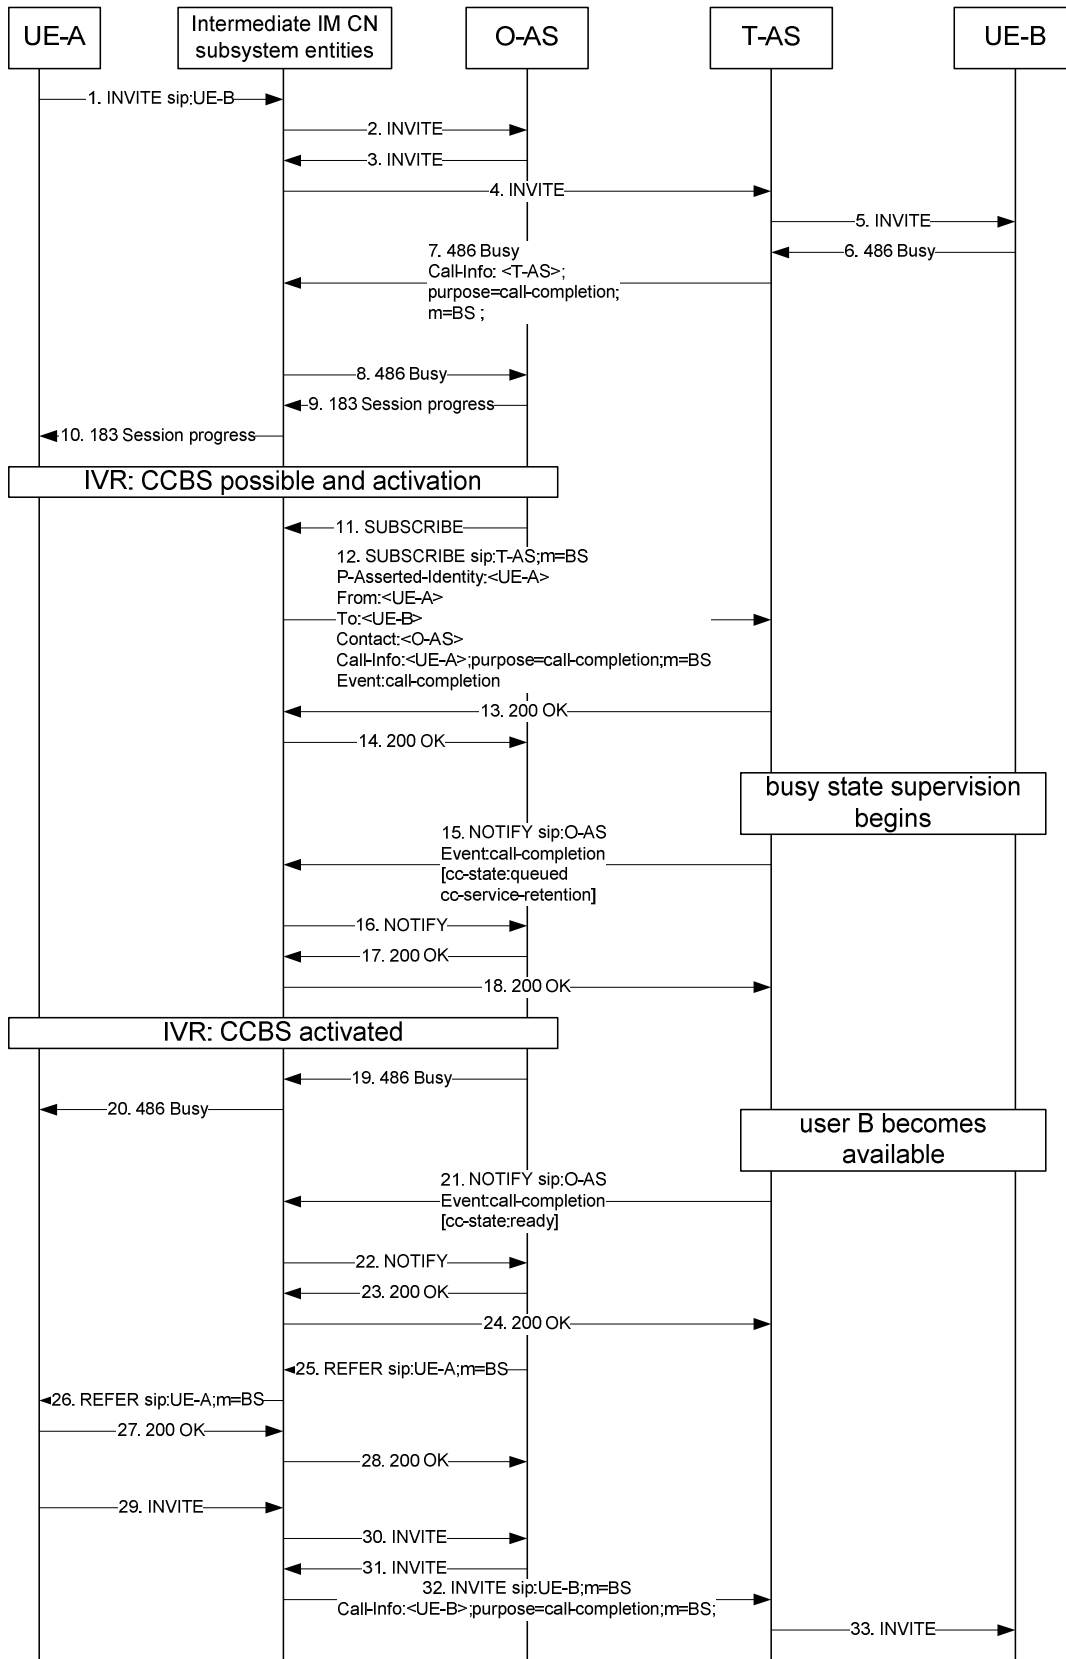 UE-A
Intermediate IM CN
subsystem entities
O-AS
T-AS
UE-B
1. INVITE sip:UE-B
2. INVITE
3. INVITE
4. INVITE
5. INVITE
6. 486 Busy
7. 486 Busy
Call-Info: <T-AS>;
purpose=call-completion;
m=BS ;
8. 486 Busy
9. 183 Session progress
10. 183 Session progress
IVR: CCBS possible and activation
11. SUBSCRIBE
12. SUBSCRIBE sip:T-AS;m=BS
P-Asserted-Identity:<UE-A>
From:<UE-A>
To:<UE-B>
Contact:<O-AS>
Call-Info:<UE-A>;purpose=call-completion;m=BS
Event:call-completion
13. 200 OK
14. 200 OK
busy state supervision
begins
15. NOTIFY sip:O-AS
Event:call-completion
[cc-state:queued
cc-service-retention]
16. NOTIFY
17. 200 OK
18. 200 OK
IVR: CCBS activated
19. 486 Busy
20. 486 Busy
user B becomes
available
21. NOTIFY sip:O-AS
Event:call-completion
[cc-state:ready]
22. NOTIFY
23. 200 OK
24. 200 OK
25. REFER sip:UE-A;m=BS
26. REFER sip:UE-A;m=BS
27. 200 OK
28. 200 OK
29. INVITE
30. INVITE
31. INVITE
32. INVITE sip:UE-B;m=BS
Call-Info:<UE-B>;purpose=call-completion;m=BS;
33. INVITE